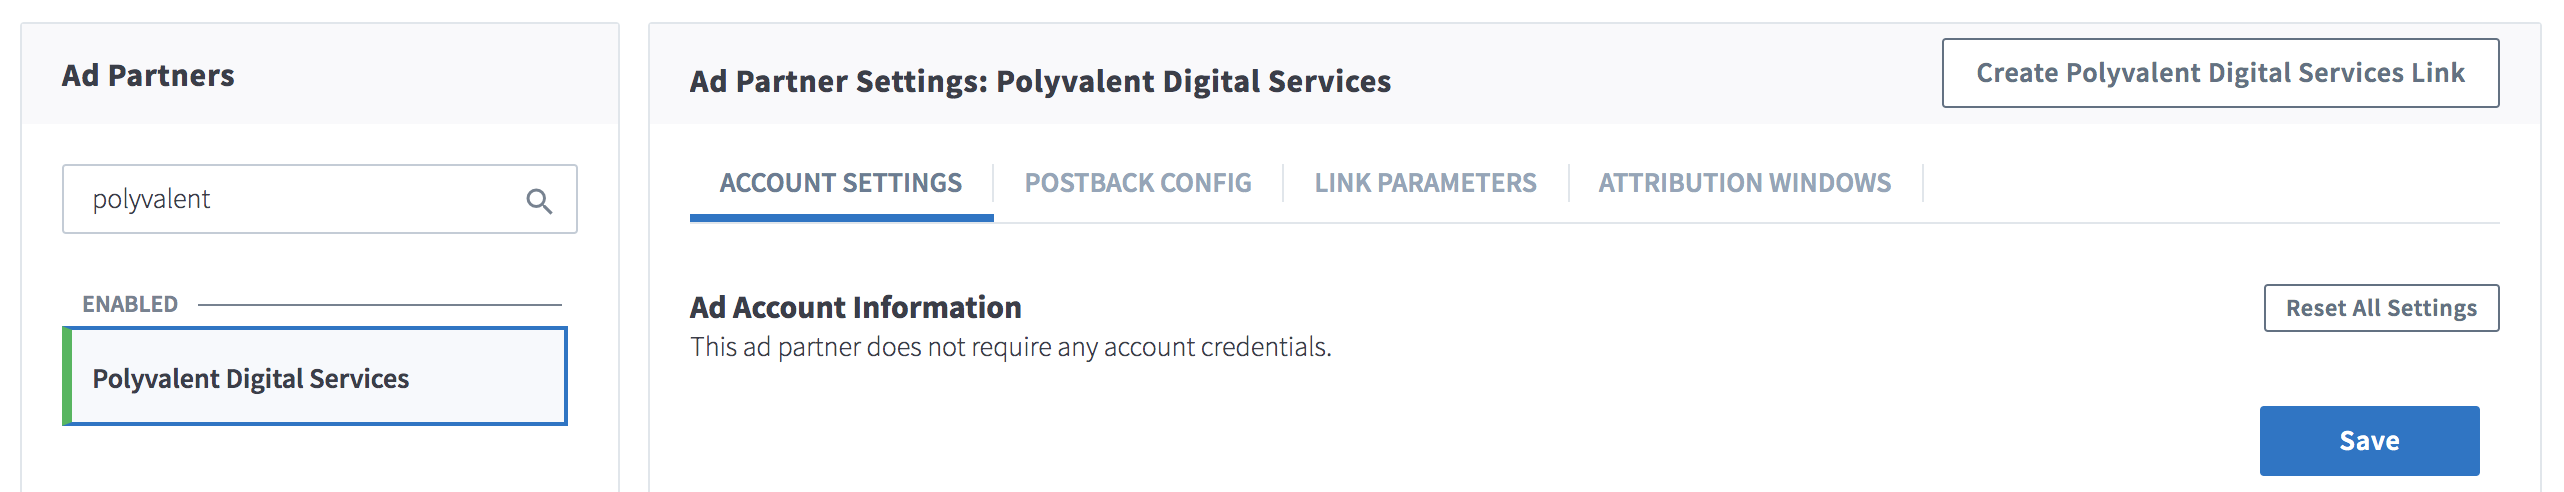 Ad Partners
polyvalent
ENABLED
Polyvalent Digital Services
Ad Partner Settings: Polyvalent Digital Services
Create Polyvalent Digital Services Link
ACCOUNT SETTINGS
POSTBACK CONFIG
LINK PARAMETERS
ATTRIBUTION WINDOWS
Ad Account Information
This ad partner does not require any account credentials.
Reset All Settings
Save